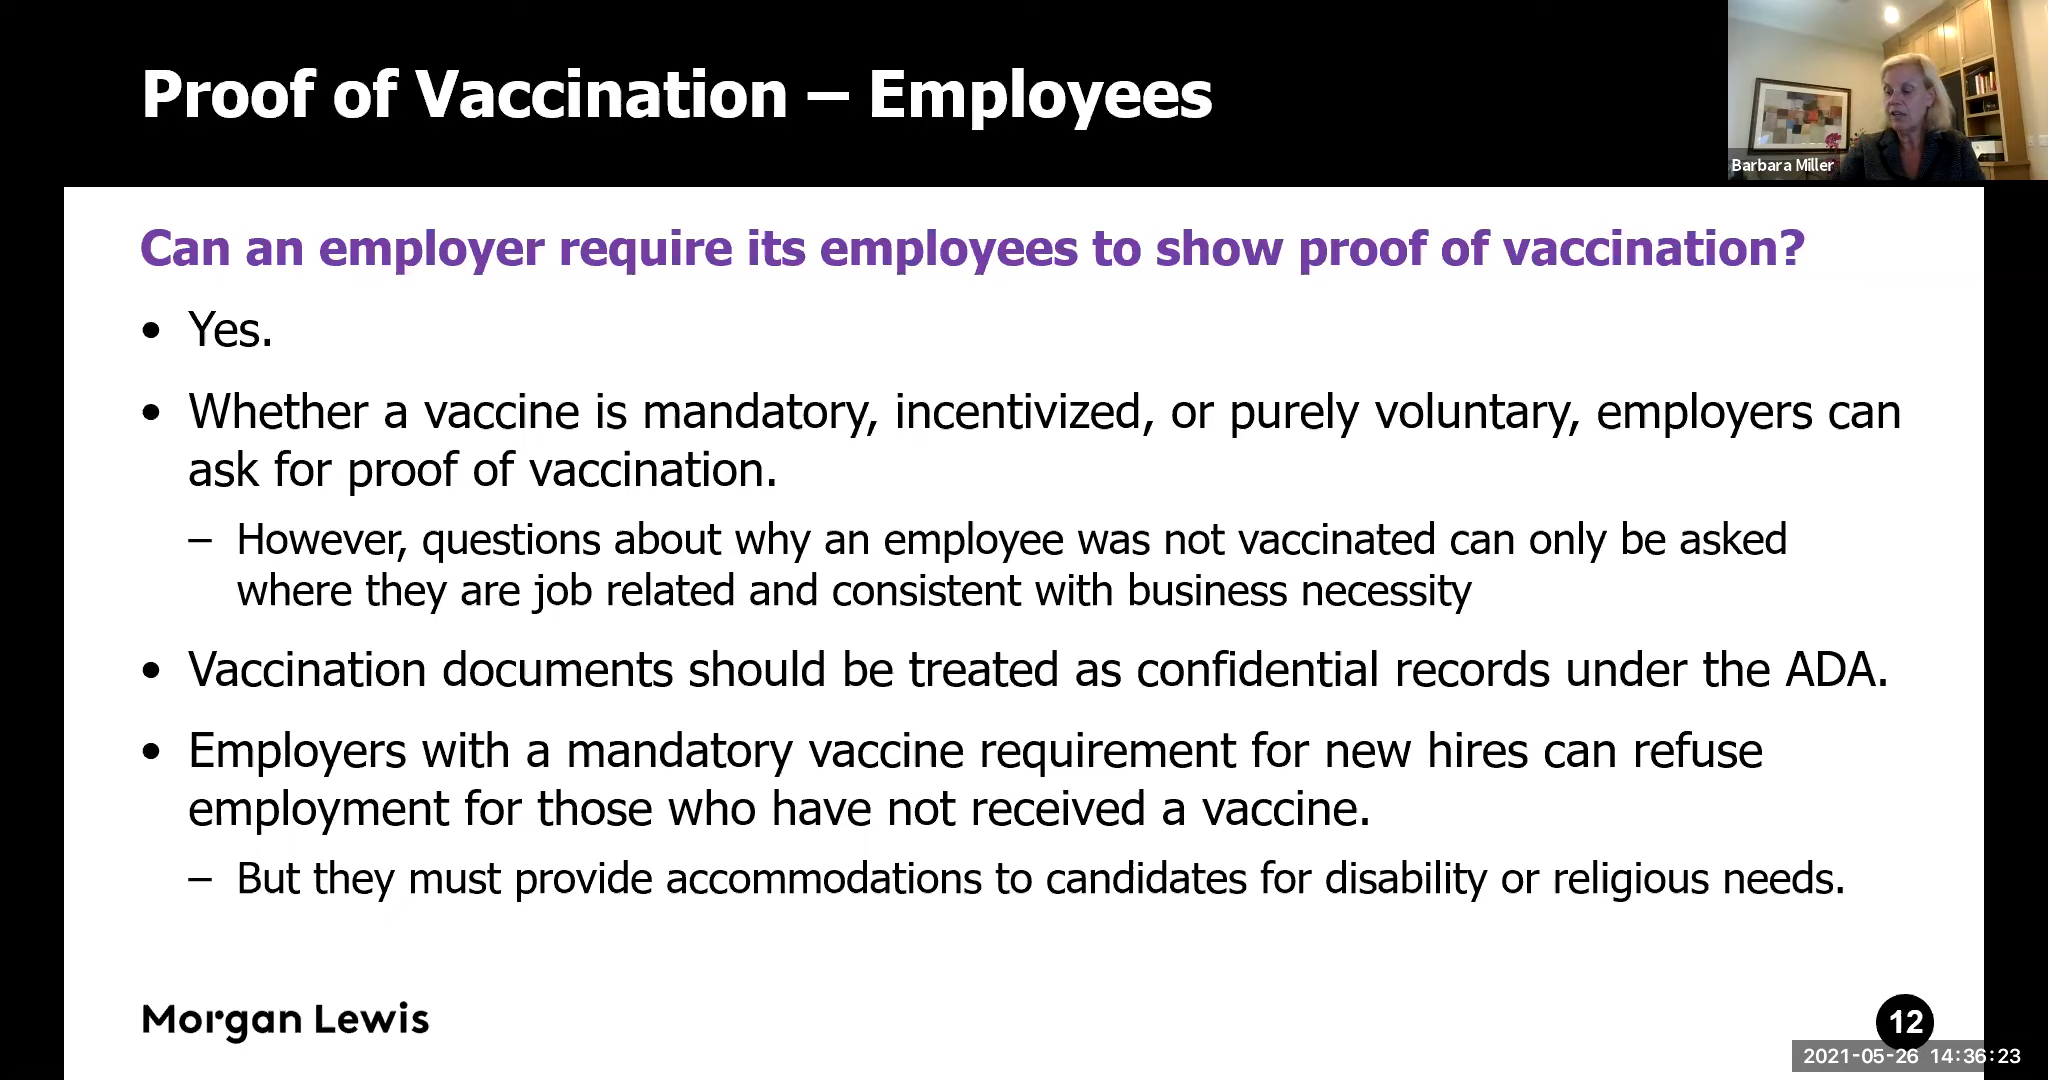 Proof of Vaccination – Employees
Barbara Miller
Can an employer require its employees to show proof of vaccination?
• Yes.
• Whether a vaccine is mandatory, incentivized, or purely voluntary, employers can
ask for proof of vaccination.
– However, questions about why an employee was not vaccinated can only be asked
where they are job related and consistent with business necessity
• Vaccination documents should be treated as confidential records under the ADA.
• Employers with a mandatory vaccine requirement for new hires can refuse
employment for those who have not received a vaccine.
– But they must provide accommodations to candidates for disability or religious needs.
Morgan Lewis
12
2021-05-26 14:36:23